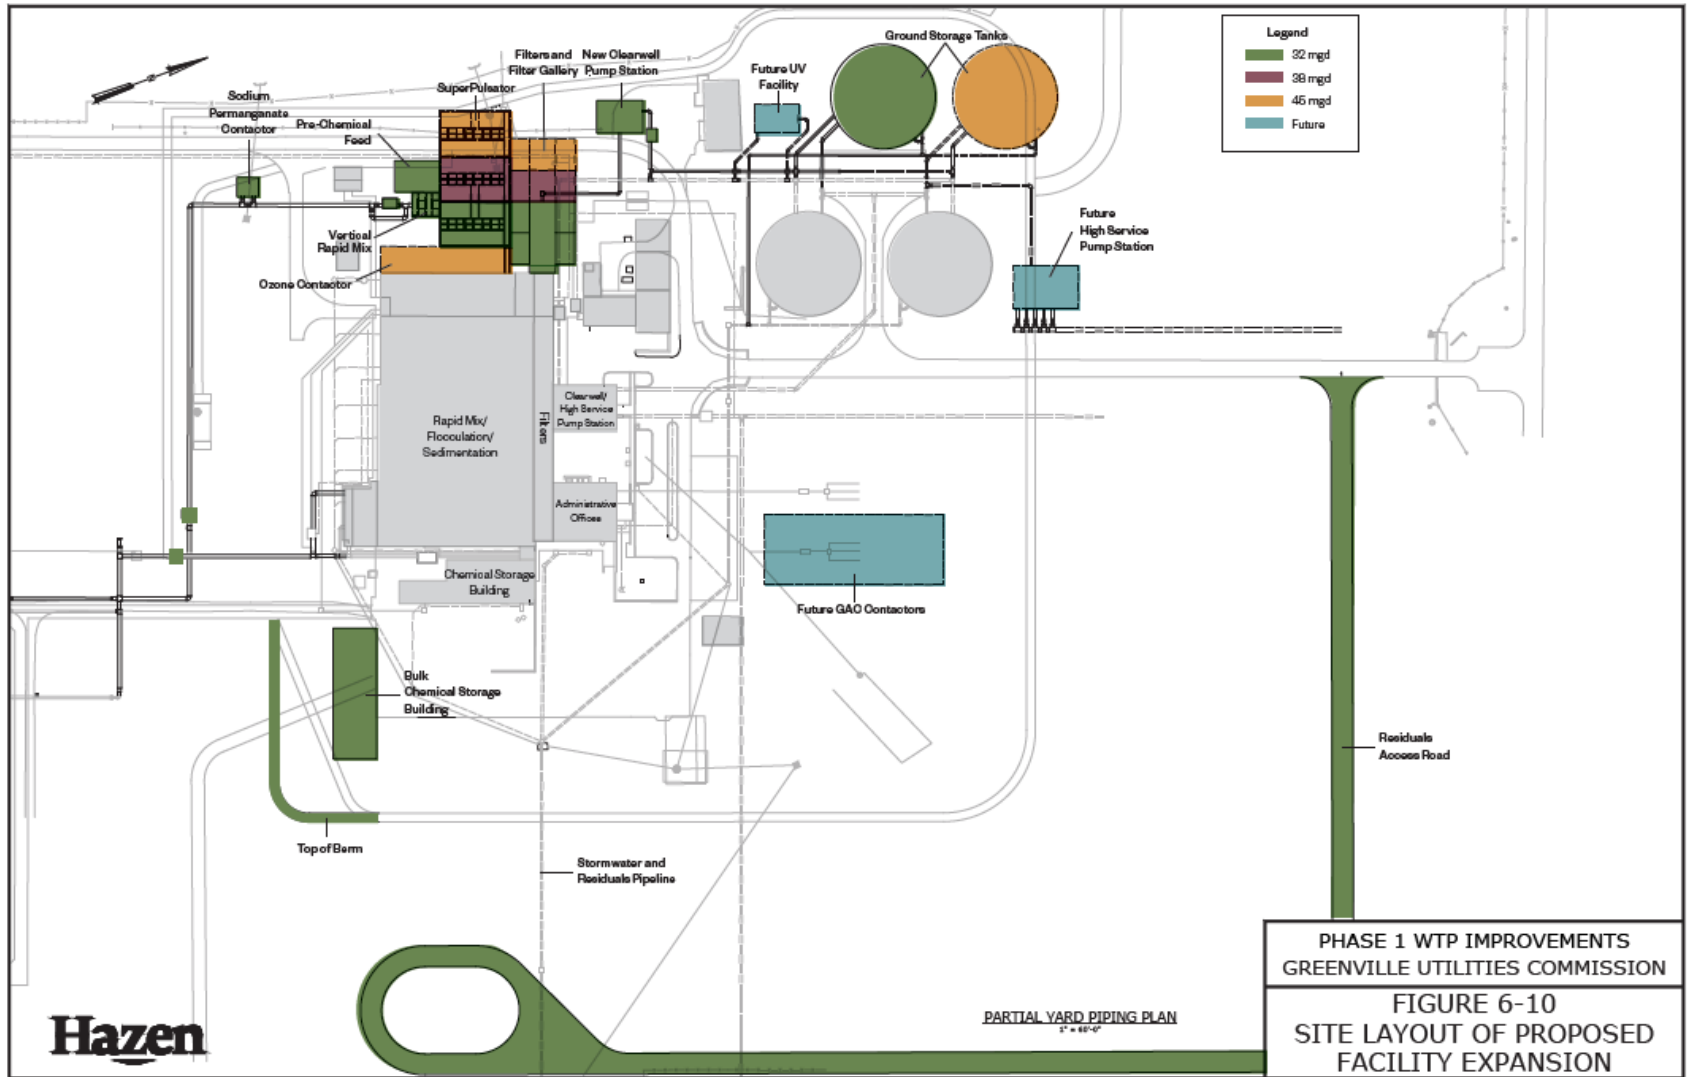 Legend
32 mgd
38 mgd
45 mgd
Future
Ground Storage Tanks
Filters and
Filter Gallery
New Clearwell
Pump Station
Future UV
Facility
SuperPulsator
Sodium
Permanganate
Contactor
Pre-Chemical
Feed
Vertical
Rapid Mix
Ozone Contactor
Future
High Service
Pump Station
Rapid Mix/
Flocculation/
Sedimentation
Filters
Clearwell/
High Service
Pump Station
Administrative
Offices
Chemical Storage
Building
Future GAC Contactors
Bulk
Chemical Storage
Building
Residuals
Access Road
Top of Berm
Stormwater and
Residuals Pipeline
PARTIAL YARD PIPING PLAN
1" = 60'-0"
Hazen
PHASE 1 WTP IMPROVEMENTS
GREENVILLE UTILITIES COMMISSION
FIGURE 6-10
SITE LAYOUT OF PROPOSED
FACILITY EXPANSION